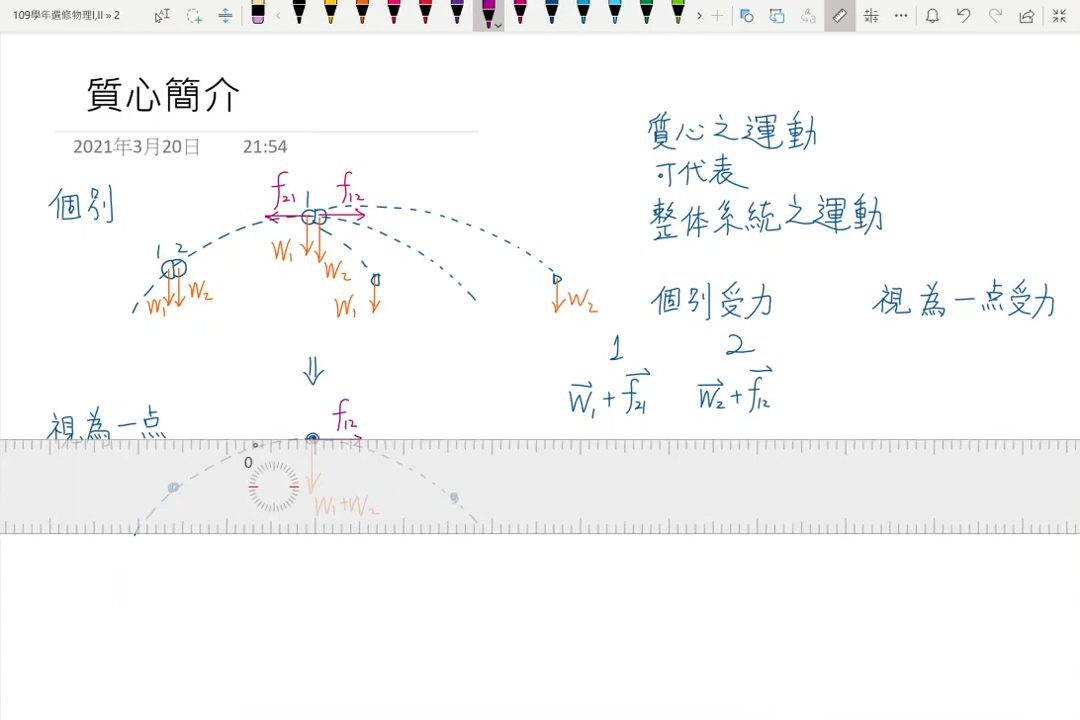 109學年選修物理I,II » 2
質心簡介
2021年3月20日 21:54
個別
f21 1 f12
W1 W2
1 2
W1 W2
W1
W2
⇓
視為一点
f12
0
W1+W2
質心之運動
可代表
整体系統之運動
個別受力 視為一点受力
1 2
W1+f21 W2+f12